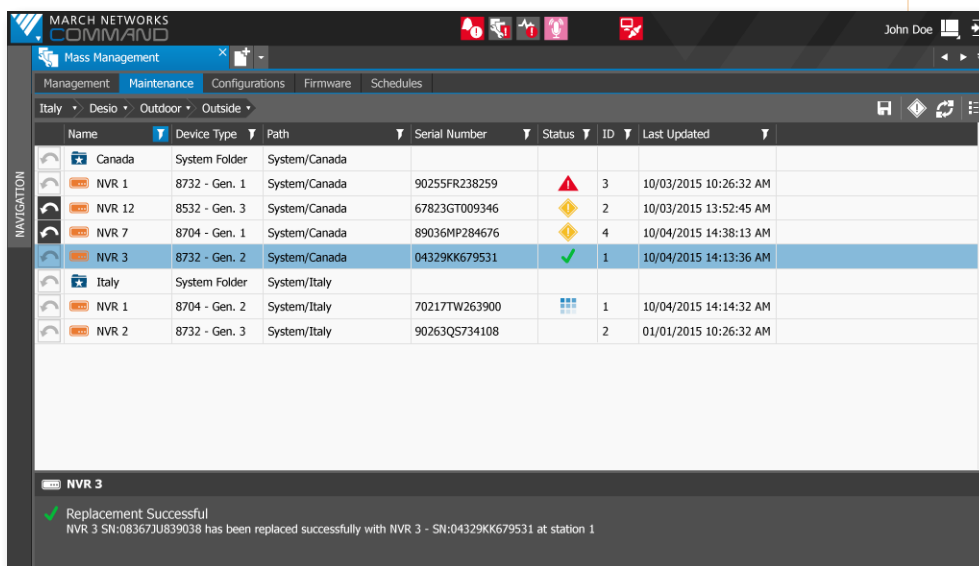 MARCH NETWORKS
COMMAND
John Doe
Mass Management
Management Maintenance Configurations Firmware Schedules
Italy Desio Outdoor Outside
NAVIGATION
Name Device Type Path Serial Number Status ID Last Updated
Canada System Folder System/Canada
NVR 1 8732 - Gen. 1 System/Canada 90255FR238259 3 10/03/2015 10:26:32 AM
NVR 12 8532 - Gen. 3 System/Canada 67823GT009346 2 10/03/2015 13:52:45 AM
NVR 7 8704 - Gen. 1 System/Canada 89036MP284676 4 10/04/2015 14:38:13 AM
NVR 3 8732 - Gen. 2 System/Canada 04329KK679531 1 10/04/2015 14:13:36 AM
Italy System Folder System/Italy
NVR 1 8704 - Gen. 2 System/Italy 70217TW263900 1 10/04/2015 14:14:32 AM
NVR 2 8732 - Gen. 3 System/Italy 90263QS734108 2 01/01/2015 10:26:32 AM
NVR 3
Replacement Successful
NVR 3 SN:08367JU839038 has been replaced successfully with NVR 3 - SN:04329KK679531 at station 1